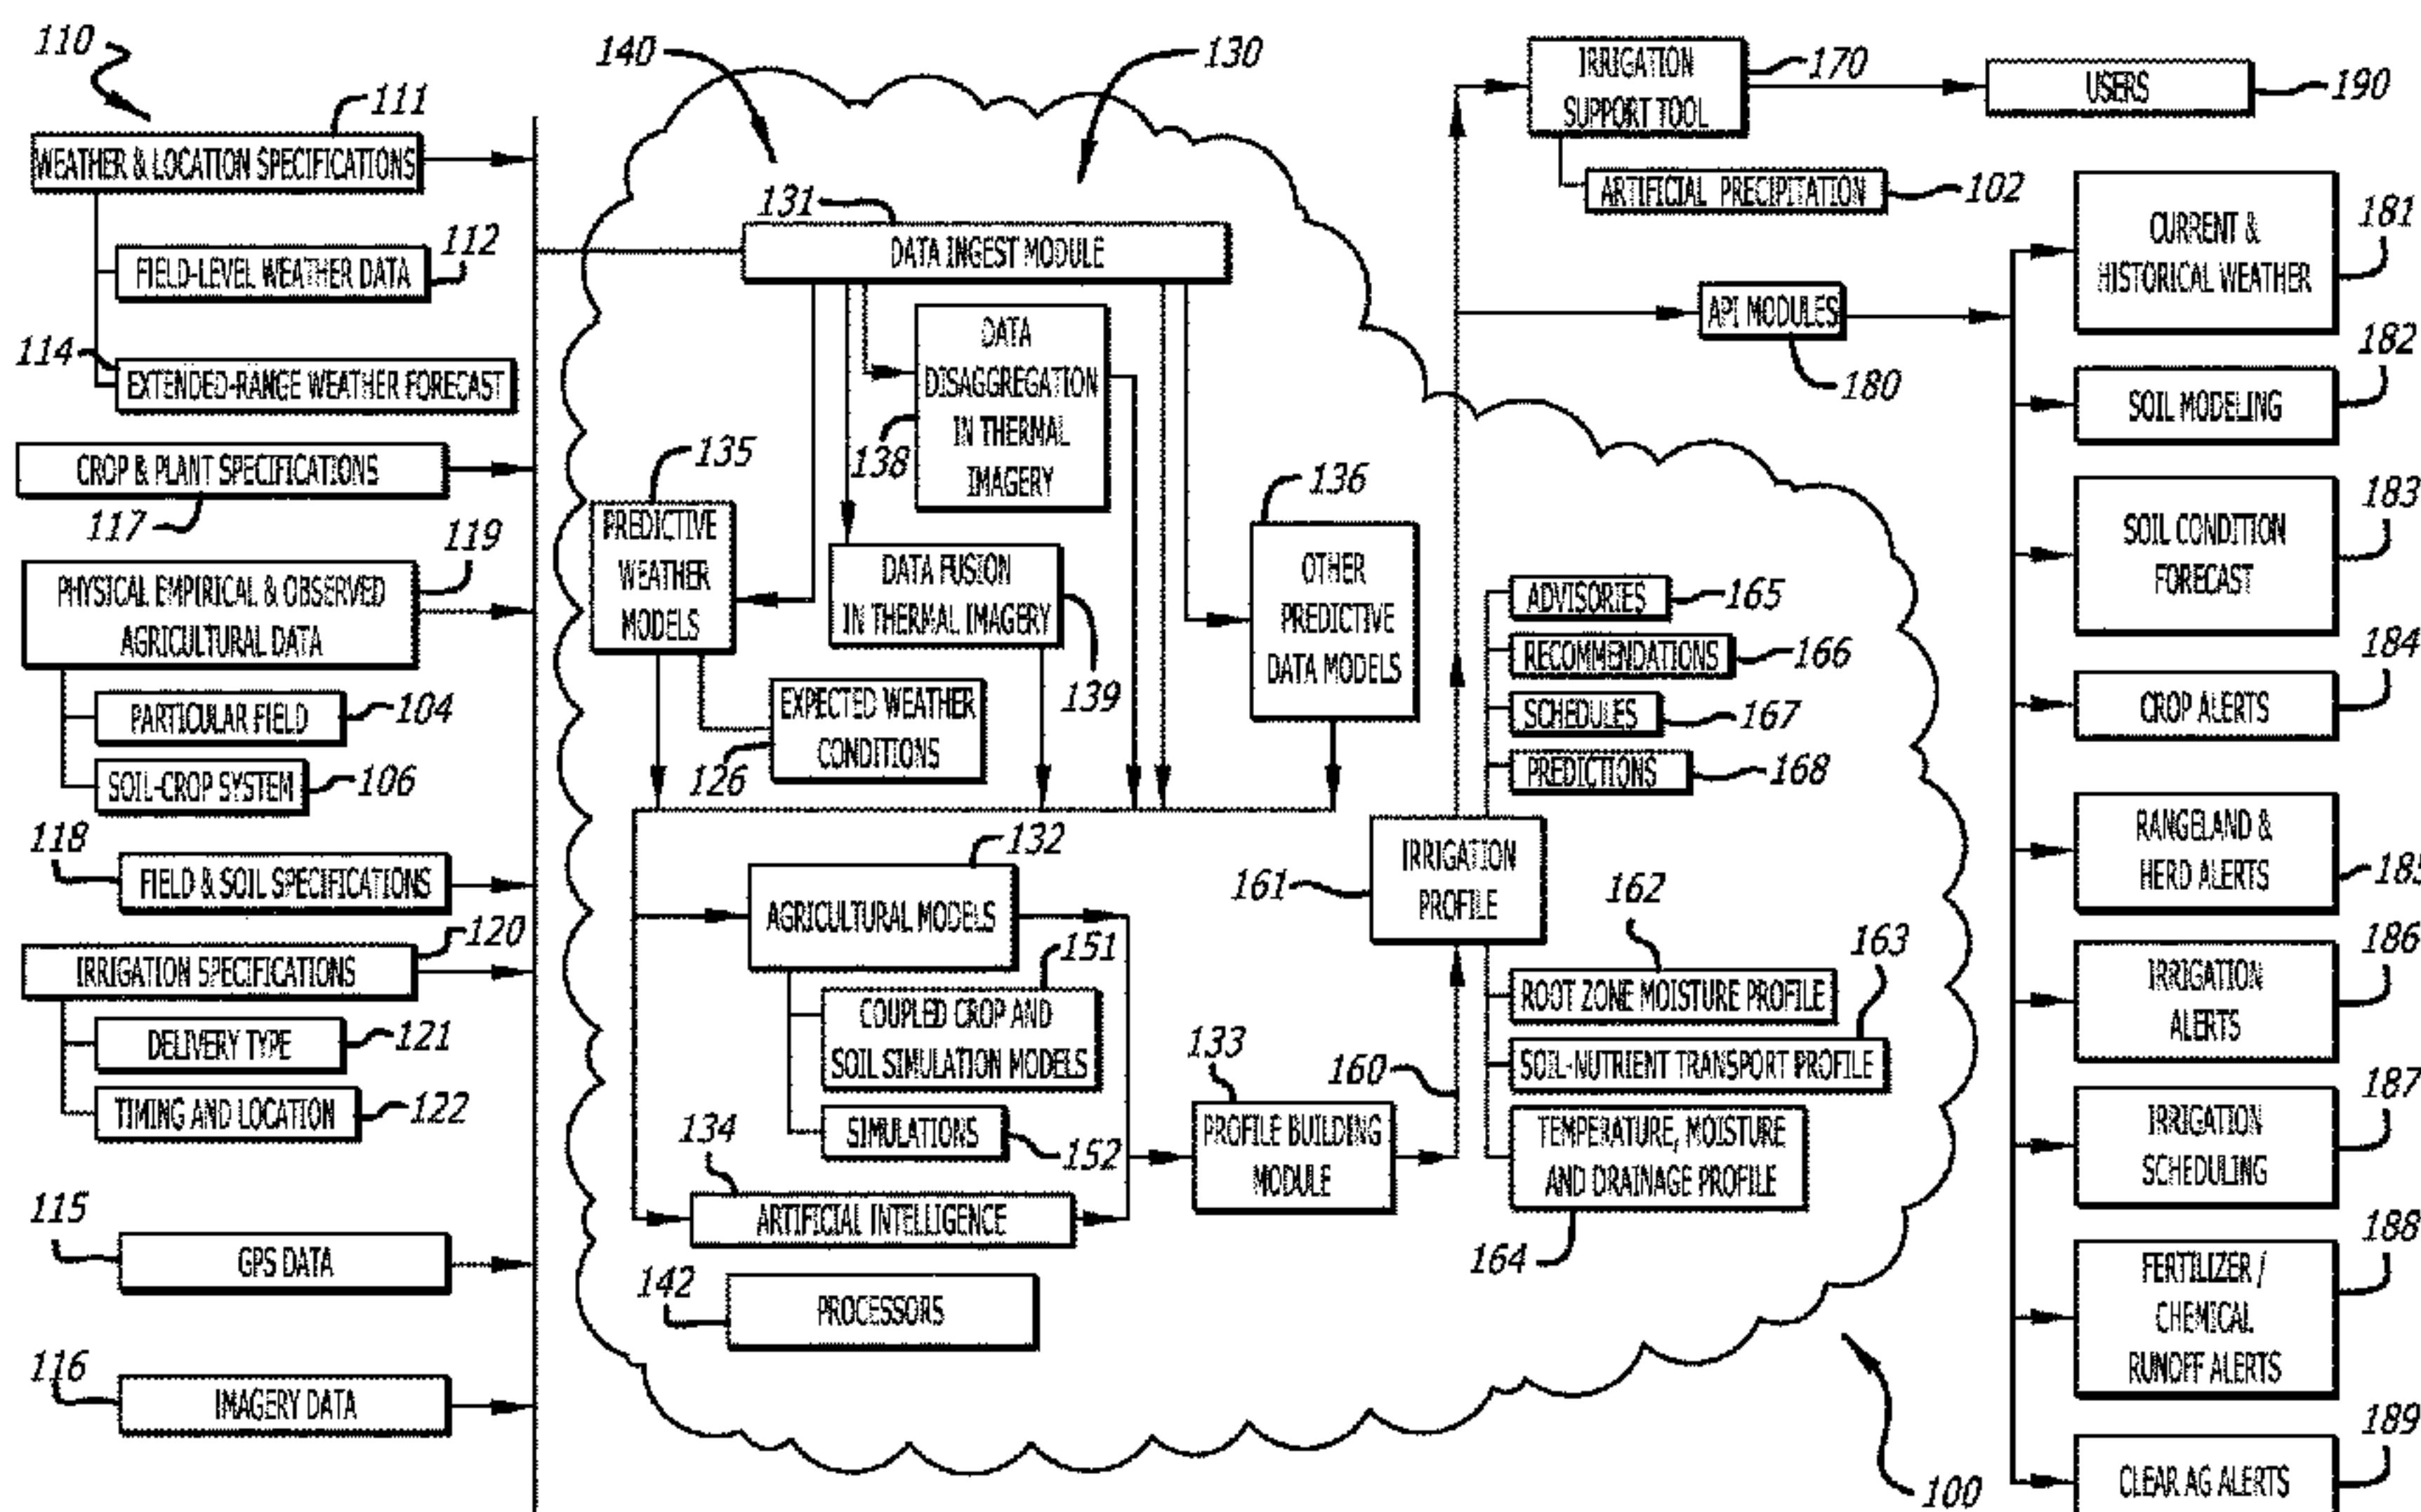 110
111
WEATHER & LOCATION SPECIFICATIONS
112
FIELD-LEVEL WEATHER DATA
114
EXTENDED-RANGE WEATHER FORECAST
CROP & PLANT SPECIFICATIONS
117
119
PHYSICAL EMPIRICAL & OBSERVED
AGRICULTURAL DATA
PARTICULAR FIELD
104
SOIL-CROP SYSTEM
106
118
FIELD & SOIL SPECIFICATIONS
120
IRRIGATION SPECIFICATIONS
DELIVERY TYPE
121
TIMING AND LOCATION
122
115
GPS DATA
116
IMAGERY DATA
140
130
131
DATA INGEST MODULE
DATA
DISAGGREGATION
IN THERMAL
IMAGERY
138
135
PREDICTIVE
WEATHER
MODELS
DATA FUSION
IN THERMAL IMAGERY
139
136
OTHER
PREDICTIVE
DATA MODELS
EXPECTED WEATHER
CONDITIONS
126
132
AGRICULTURAL MODELS
151
COUPLED CROP AND
SOIL SIMULATION MODELS
SIMULATIONS
152
134
ARTIFICIAL INTELLIGENCE
142
PROCESSORS
133
PROFILE BUILDING
MODULE
160
161
IRRIGATION
PROFILE
ADVISORIES
165
RECOMMENDATIONS
166
SCHEDULES
167
PREDICTIONS
168
162
ROOT ZONE MOISTURE PROFILE
163
SOIL-NUTRIENT TRANSPORT PROFILE
TEMPERATURE, MOISTURE
AND DRAINAGE PROFILE
164
100
IRRIGATION
SUPPORT TOOL
170
ARTIFICIAL PRECIPITATION
102
USERS
190
API MODULES
180
CURRENT &
HISTORICAL WEATHER
181
SOIL MODELING
182
SOIL CONDITION
FORECAST
183
CROP ALERTS
184
RANGELAND &
HERD ALERTS
185
IRRIGATION
ALERTS
186
IRRIGATION
SCHEDULING
187
FERTILIZER /
CHEMICAL
RUNOFF ALERTS
188
CLEAR AG ALERTS
189